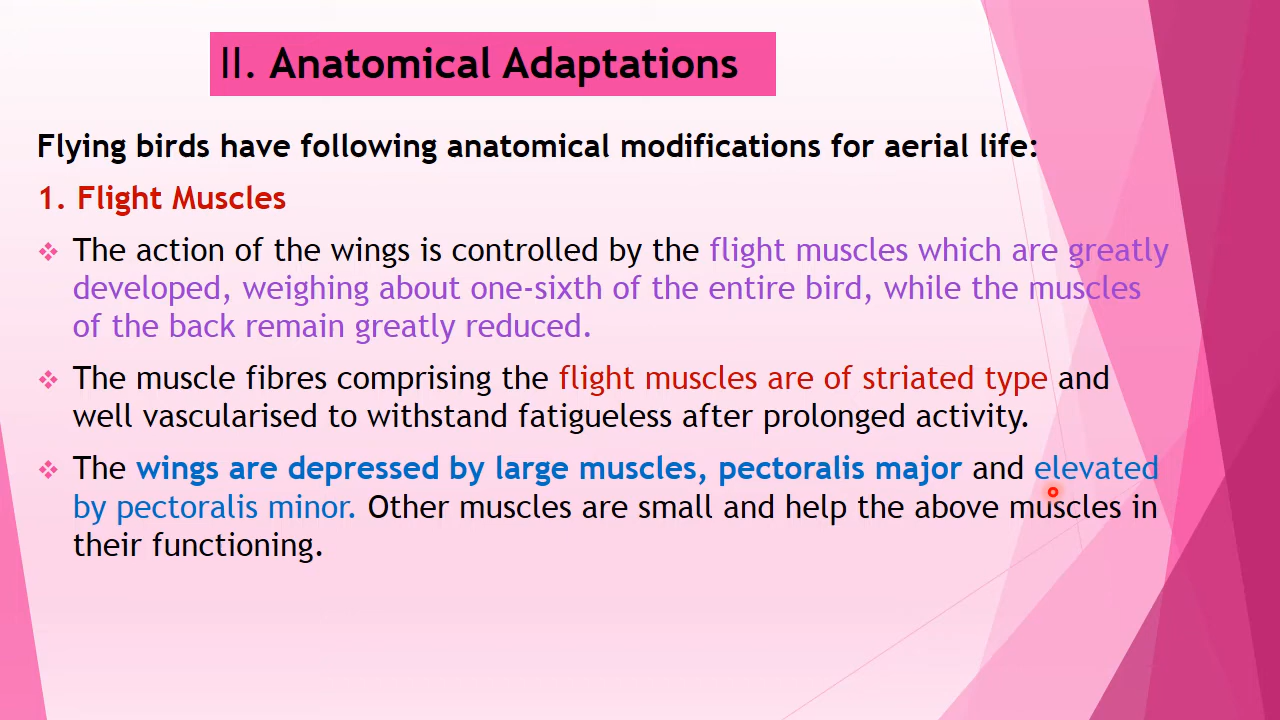 II. Anatomical Adaptations
Flying birds have following anatomical modifications for aerial life:
1. Flight Muscles
❖ The action of the wings is controlled by the flight muscles which are greatly
developed, weighing about one-sixth of the entire bird, while the muscles
of the back remain greatly reduced.
❖ The muscle fibres comprising the flight muscles are of striated type and
well vascularised to withstand fatigueless after prolonged activity.
❖ The wings are depressed by large muscles, pectoralis major and elevated
by pectoralis minor. Other muscles are small and help the above muscles in
their functioning.